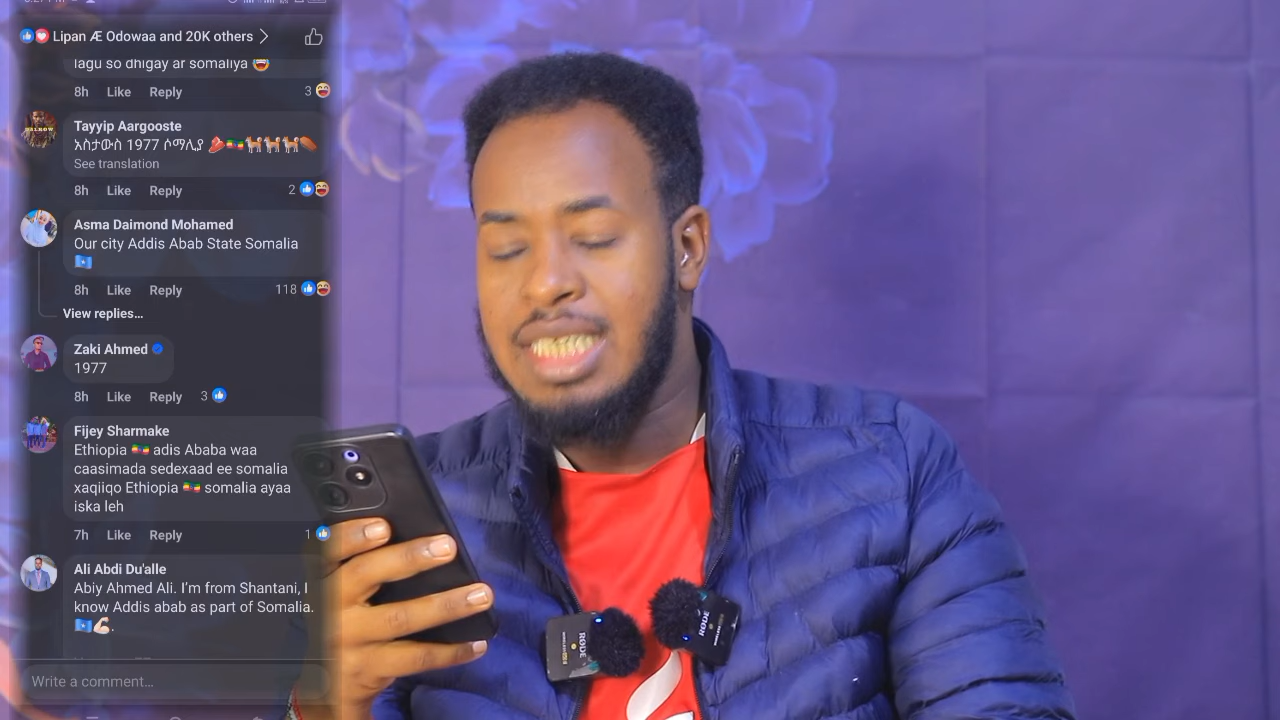 Lipan Æ Odowaa and 20K others
lagu so dhigay ar somaliya 😂
8h Like Reply 3
Tayyip Aargooste
አስታውስ 1977 ሶማሊያ 🥩🇪🇹🐕🐕🐕🥖
See translation
8h Like Reply 2
Asma Daimond Mohamed
Our city Addis Abab State Somalia
🇸🇴
8h Like Reply 118
View replies...
Zaki Ahmed
1977
8h Like Reply 3
Fijey Sharmake
Ethiopia 🇪🇹 adis Ababa waa
caasimada sedexaad ee somalia
xaqiiqo Ethiopia 🇪🇹 somalia ayaa
iska leh
7h Like Reply 1
Ali Abdi Du'alle
Abiy Ahmed Ali. I'm from Shantani, I
know Addis abab as part of Somalia.
🇸🇴💪🏻.
Write a comment...
RØDE
RØDE